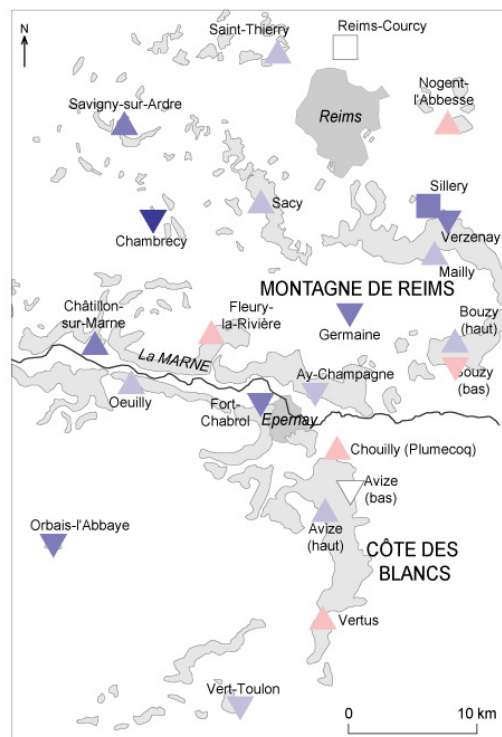 Saint-Thierry
Reims-Courcy
N
Savigny-sur-Ardre
Nogent-
l'Abbesse
Reims
Sillery
Sacy
Chambrecy
Verzenay
Mailly
MONTAGNE DE REIMS
Châtillon-
sur-Marne
Fleury-
la-Rivière
Germaine
Bouzy
(haut)
La MARNE
Ay-Champagne
Bouzy
(bas)
Oeuilly
Fort-
Chabrol
Epernay
Chouilly (Plumecoq)
Avize
(bas)
Orbais-l'Abbaye
Avize
(haut)
CÔTE DES
BLANCS
Vertus
Vert-Toulon
0
10 km